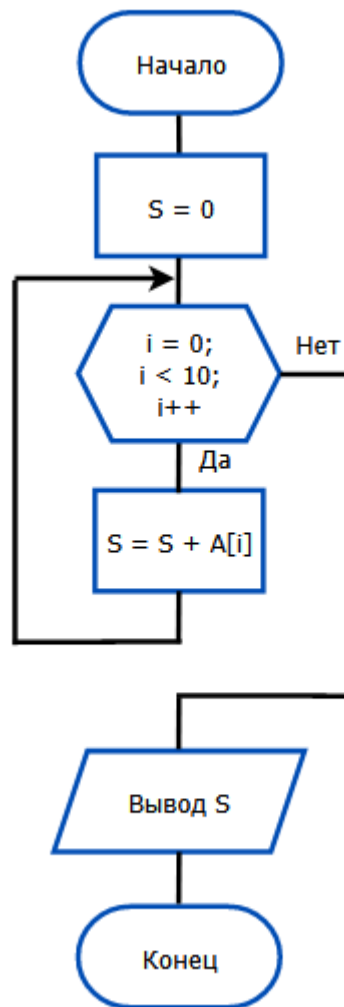 Начало
S = 0
i = 0;
i < 10;
i++
Нет
Да
S = S + A[i]
Вывод S
Конец